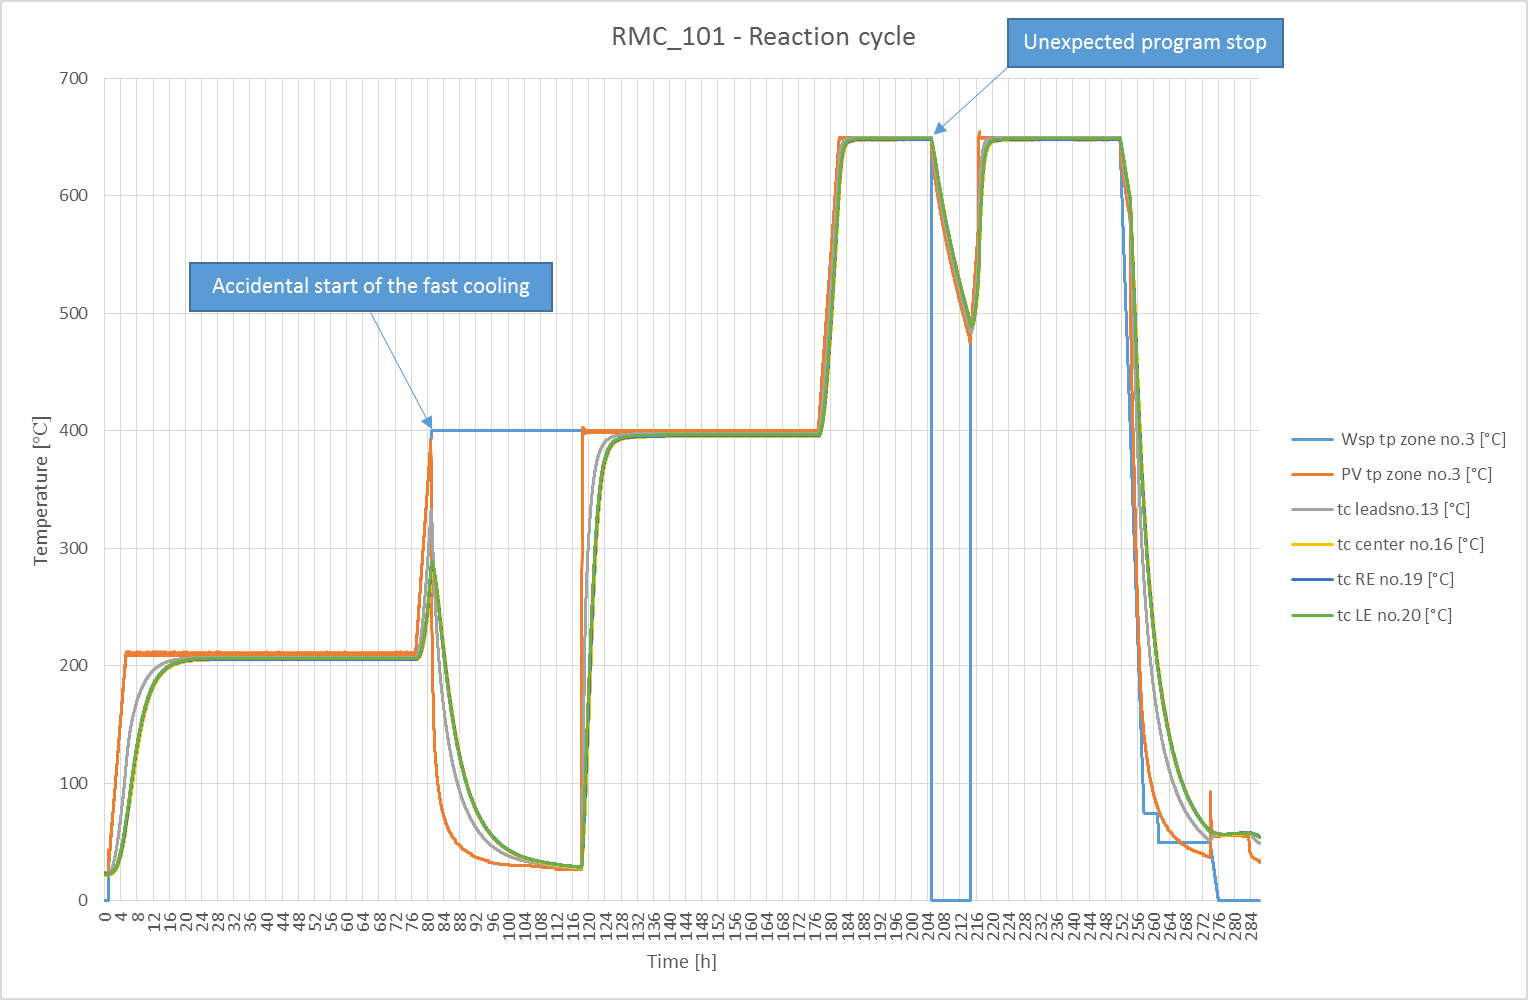 RMC_101 - Reaction cycle
Unexpected program stop
Accidental start of the fast cooling
Temperature [°C]
700
600
500
400
300
200
100
0
0 4 8 12 16 20 24 28 32 36 40 44 48 52 56 60 64 68 72 76 80 84 88 92 96 100 104 108 112 116 120 124 128 132 136 140 144 148 152 156 160 164 168 172 176 180 184 188 192 196 200 204 208 212 216 220 224 228 232 236 240 244 248 252 256 260 264 268 272 276 280 284
Time [h]
Wsp tp zone no.3 [°C]
PV tp zone no.3 [°C]
tc leadsno.13 [°C]
tc center no.16 [°C]
tc RE no.19 [°C]
tc LE no.20 [°C]